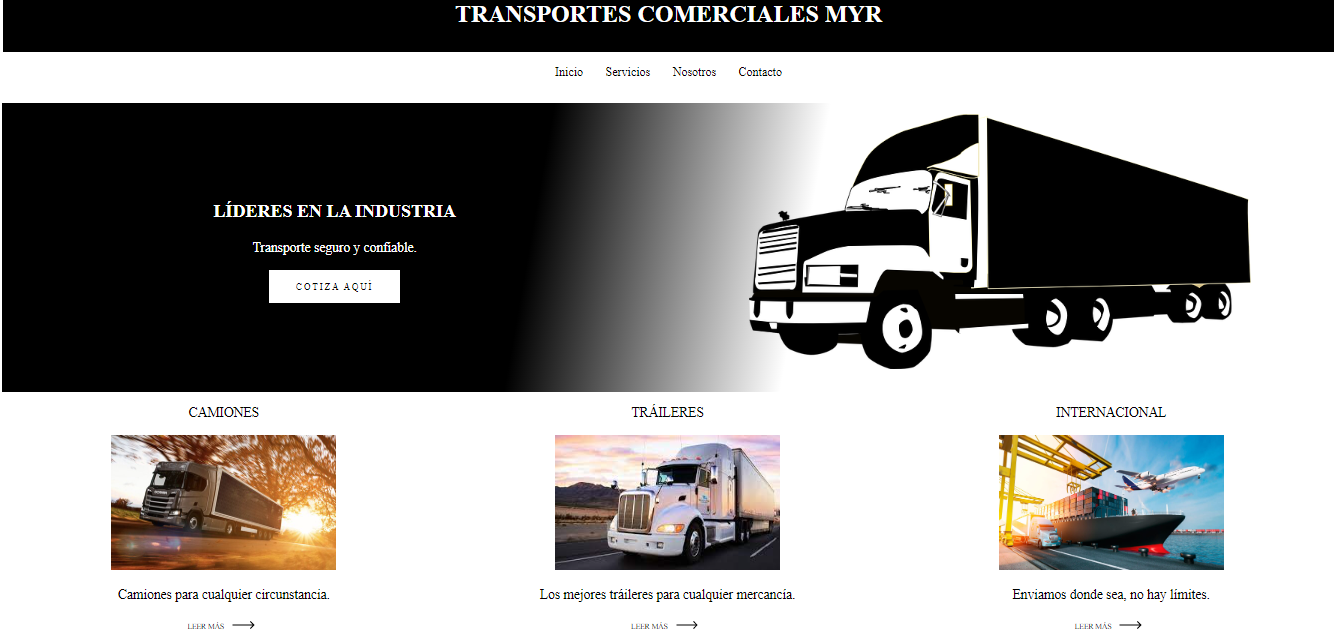 TRANSPORTES COMERCIALES MYR
Inicio Servicios Nosotros Contacto
LÍDERES EN LA INDUSTRIA
Transporte seguro y confiable.
COTIZA AQUÍ
CAMIONES
TRÁILERES
INTERNACIONAL
Camiones para cualquier circunstancia.
Los mejores tráileres para cualquier mercancía.
Enviamos donde sea, no hay límites.
LEER MÁS
LEER MÁS
LEER MÁS